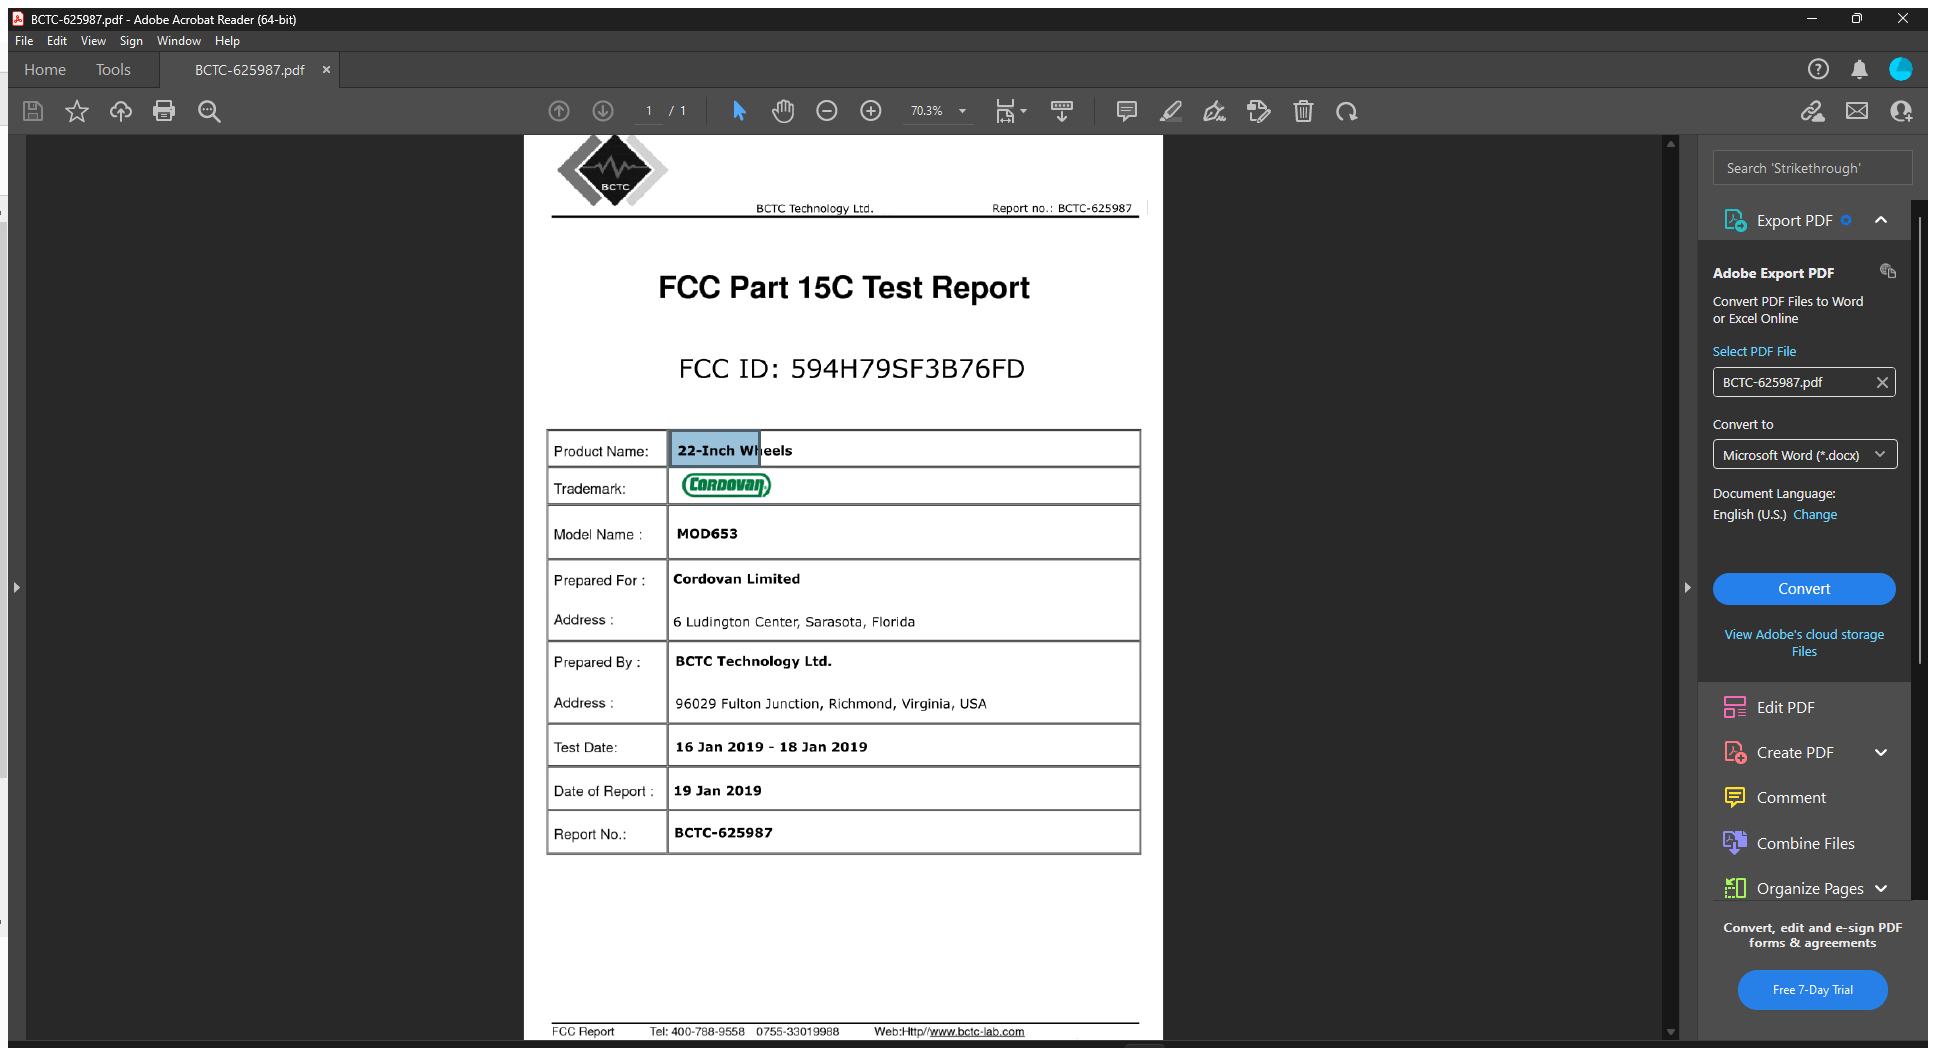 BCTC-625987.pdf - Adobe Acrobat Reader (64-bit)
File Edit View Sign Window Help
Home Tools BCTC-625987.pdf
1 / 1 70.3%
BCTC
BCTC Technology Ltd. Report no.: BCTC-625987
FCC Part 15C Test Report
FCC ID: 594H79SF3B76FD
Product Name: 22-Inch Wheels
Trademark: CORDOVAN
Model Name : MOD653
Prepared For : Cordovan Limited
Address : 6 Ludington Center, Sarasota, Florida
Prepared By : BCTC Technology Ltd.
Address : 96029 Fulton Junction, Richmond, Virginia, USA
Test Date: 16 Jan 2019 - 18 Jan 2019
Date of Report : 19 Jan 2019
Report No.: BCTC-625987
FCC Report Tel: 400-788-9558 0755-33019988 Web:Http//www.bctc-lab.com
Search 'Strikethrough'
Export PDF
Adobe Export PDF
Convert PDF Files to Word
or Excel Online
Select PDF File
BCTC-625987.pdf
Convert to
Microsoft Word (*.docx)
Document Language:
English (U.S.) Change
Convert
View Adobe's cloud storage
Files
Edit PDF
Create PDF
Comment
Combine Files
Organize Pages
Convert, edit and e-sign PDF
forms & agreements
Free 7-Day Trial